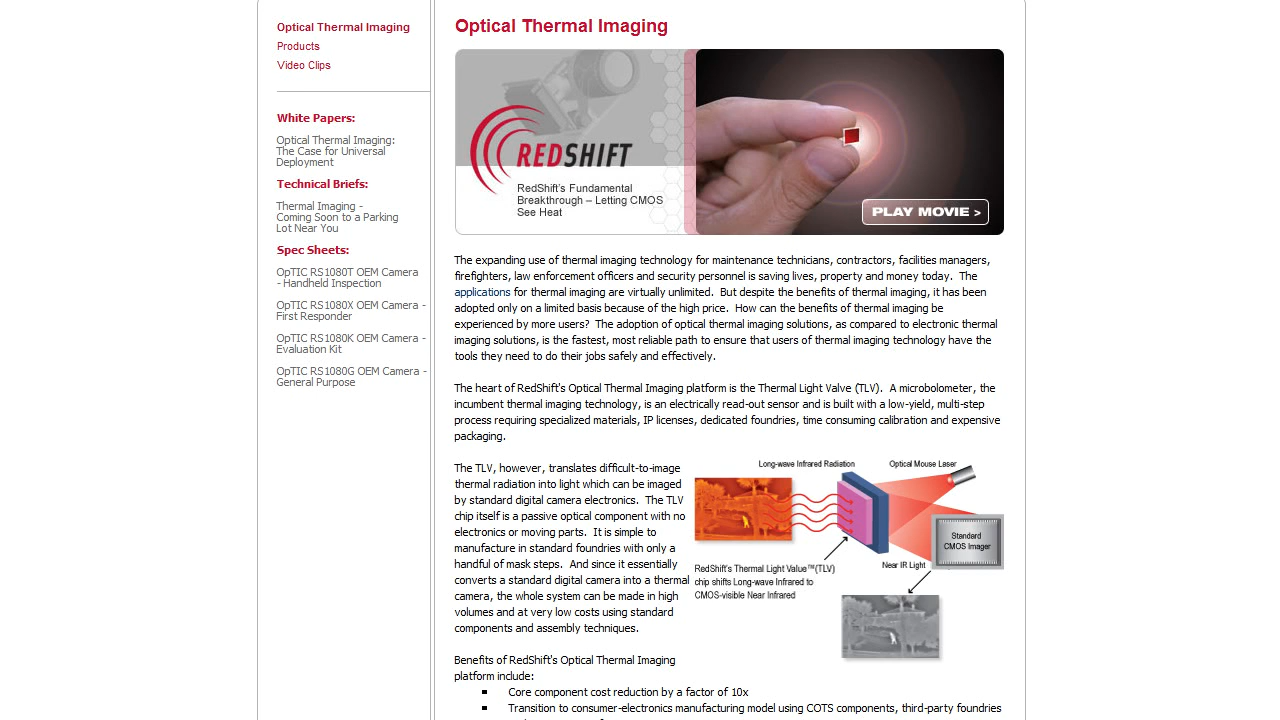 Optical Thermal Imaging
Products
Video Clips
White Papers:
Optical Thermal Imaging:
The Case for Universal
Deployment
Technical Briefs:
Thermal Imaging -
Coming Soon to a Parking
Lot Near You
Spec Sheets:
OpTIC RS1080T OEM Camera
- Handheld Inspection
OpTIC RS1080X OEM Camera -
First Responder
OpTIC RS1080K OEM Camera -
Evaluation Kit
OpTIC RS1080G OEM Camera -
General Purpose
Optical Thermal Imaging
REDSHIFT
RedShift's Fundamental
Breakthrough – Letting CMOS
See Heat
PLAY MOVIE >
The expanding use of thermal imaging technology for maintenance technicians, contractors, facilities managers,
firefighters, law enforcement officers and security personnel is saving lives, property and money today.  The
applications for thermal imaging are virtually unlimited.  But despite the benefits of thermal imaging, it has been
adopted only on a limited basis because of the high price.  How can the benefits of thermal imaging be
experienced by more users?  The adoption of optical thermal imaging solutions, as compared to electronic thermal
imaging solutions, is the fastest, most reliable path to ensure that users of thermal imaging technology have the
tools they need to do their jobs safely and effectively.
The heart of RedShift's Optical Thermal Imaging platform is the Thermal Light Valve (TLV).  A microbolometer, the
incumbent thermal imaging technology, is an electrically read-out sensor and is built with a low-yield, multi-step
process requiring specialized materials, IP licenses, dedicated foundries, time consuming calibration and expensive
packaging.
The TLV, however, translates difficult-to-image
thermal radiation into light which can be imaged
by standard digital camera electronics.  The TLV
chip itself is a passive optical component with no
electronics or moving parts.  It is simple to
manufacture in standard foundries with only a
handful of mask steps.  And since it essentially
converts a standard digital camera into a thermal
camera, the whole system can be made in high
volumes and at very low costs using standard
components and assembly techniques.
Long-wave Infrared Radiation
Optical Mouse Laser
Standard
CMOS Imager
Near IR Light
RedShift's Thermal Light Value™(TLV)
chip shifts Long-wave Infrared to
CMOS-visible Near Infrared
Benefits of RedShift's Optical Thermal Imaging
platform include:
Core component cost reduction by a factor of 10x
Transition to consumer-electronics manufacturing model using COTS components, third-party foundries